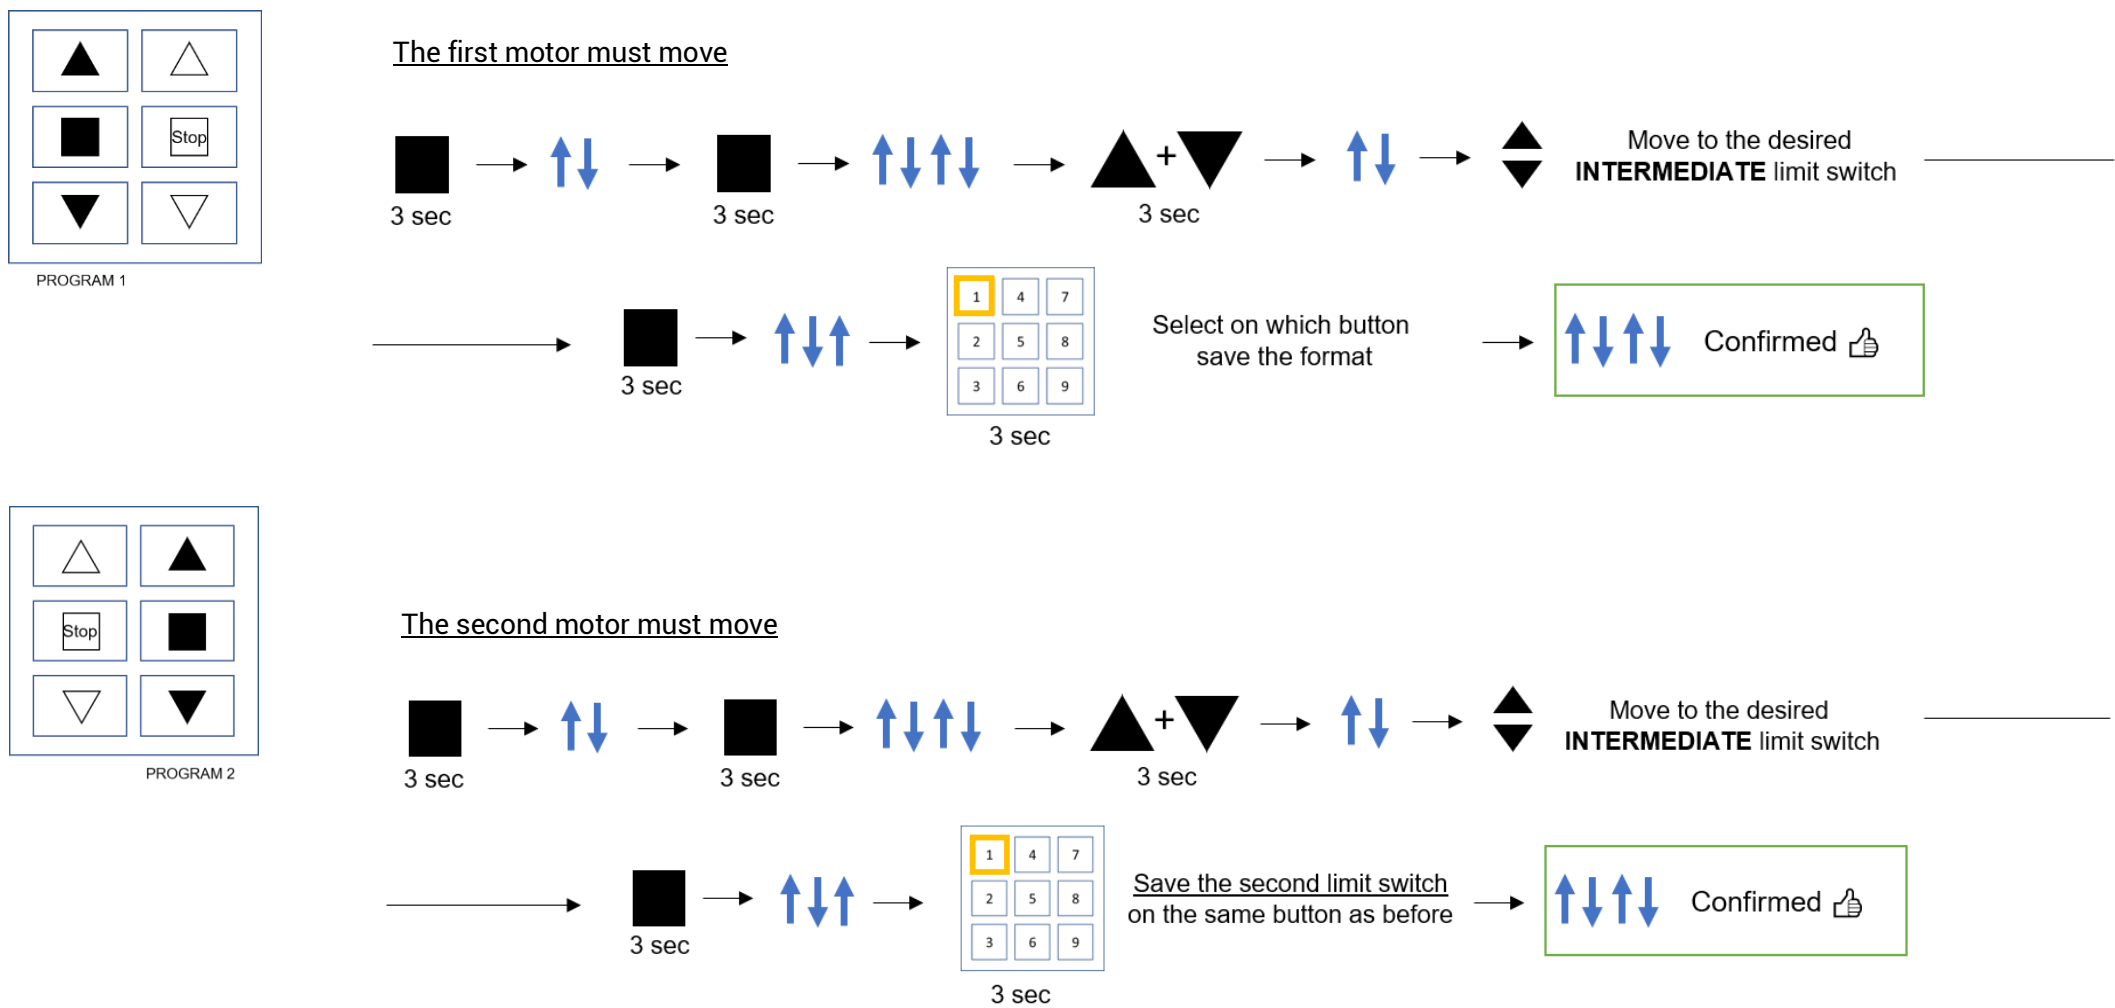 The first motor must move
Stop
PROGRAM 1
3 sec
3 sec
+
3 sec
Move to the desired
INTERMEDIATE limit switch
3 sec
1 4 7
2 5 8
3 6 9
3 sec
Select on which button
save the format
Confirmed
Stop
PROGRAM 2
The second motor must move
3 sec
3 sec
+
3 sec
Move to the desired
INTERMEDIATE limit switch
3 sec
1 4 7
2 5 8
3 6 9
3 sec
Save the second limit switch
on the same button as before
Confirmed